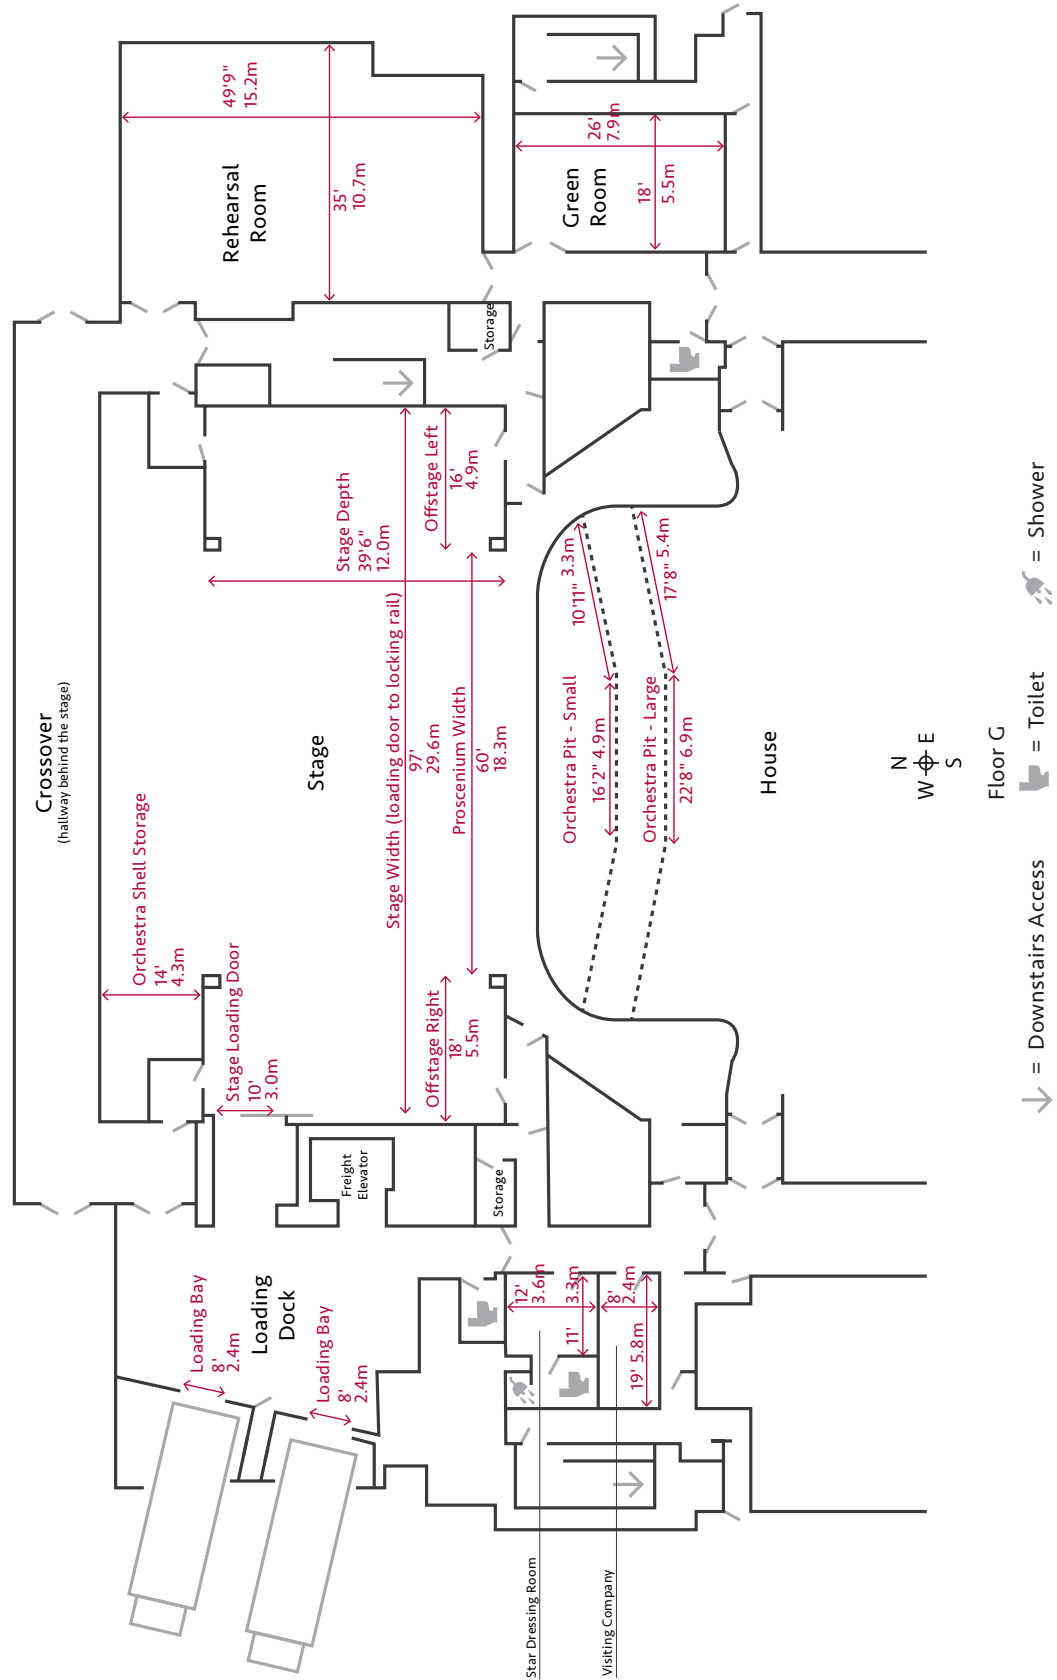 Crossover
(hallway behind the stage)
Orchestra Shell Storage
14'
4.3m
Stage Loading Door
10'
3.0m
Rehearsal
Room
49'9"
15.2m
35'
10.7m
Storage
Green
Room
26'
7.9m
18'
5.5m
Stage
Stage Depth
39'6"
12.0m
Stage Width (loading door to locking rail)
97'
29.6m
Offstage Left
16'
4.9m
Proscenium Width
60'
18.3m
Offstage Right
18'
5.5m
Freight
Elevator
Storage
Loading
Dock
Loading Bay
8'
2.4m
Loading Bay
8'
2.4m
Orchestra Pit - Small
16'2" 4.9m
10'11" 3.3m
Orchestra Pit - Large
22'8" 6.9m
17'8" 5.4m
House
12'
3.6m
11'
3.3m
8'
2.4m
19' 5.8m
Star Dressing Room
Visiting Company
N
W E
S
Floor G
= Downstairs Access
= Toilet
= Shower